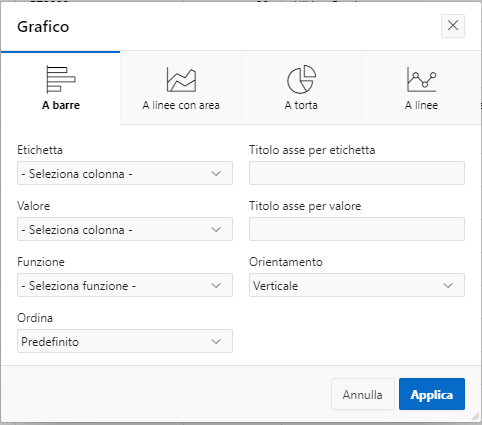 Grafico
A barre
A linee con area
A torta
A linee
Etichetta
- Seleziona colonna -
Titolo asse per etichetta
Valore
- Seleziona colonna -
Titolo asse per valore
Funzione
- Seleziona funzione -
Orientamento
Verticale
Ordina
Predefinito
Annulla
Applica